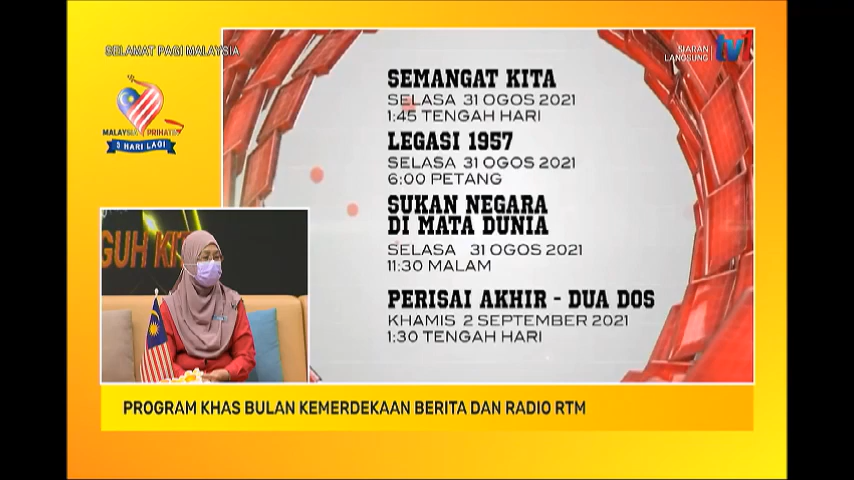 SELAMAT PAGI MALAYSIA
SIARAN
LANGSUNG
tv1
MALAYSIA PRIHATIN
3 HARI LAGI
SEMANGAT KITA
SELASA 31 OGOS 2021
1:45 TENGAH HARI
LEGASI 1957
SELASA 31 OGOS 2021
6:00 PETANG
SUKAN NEGARA
DI MATA DUNIA
SELASA 31 OGOS 2021
11:30 MALAM
PERISAI AKHIR - DUA DOS
KHAMIS 2 SEPTEMBER 2021
1:30 TENGAH HARI
GUH KIT
PROGRAM KHAS BULAN KEMERDEKAAN BERITA DAN RADIO RTM